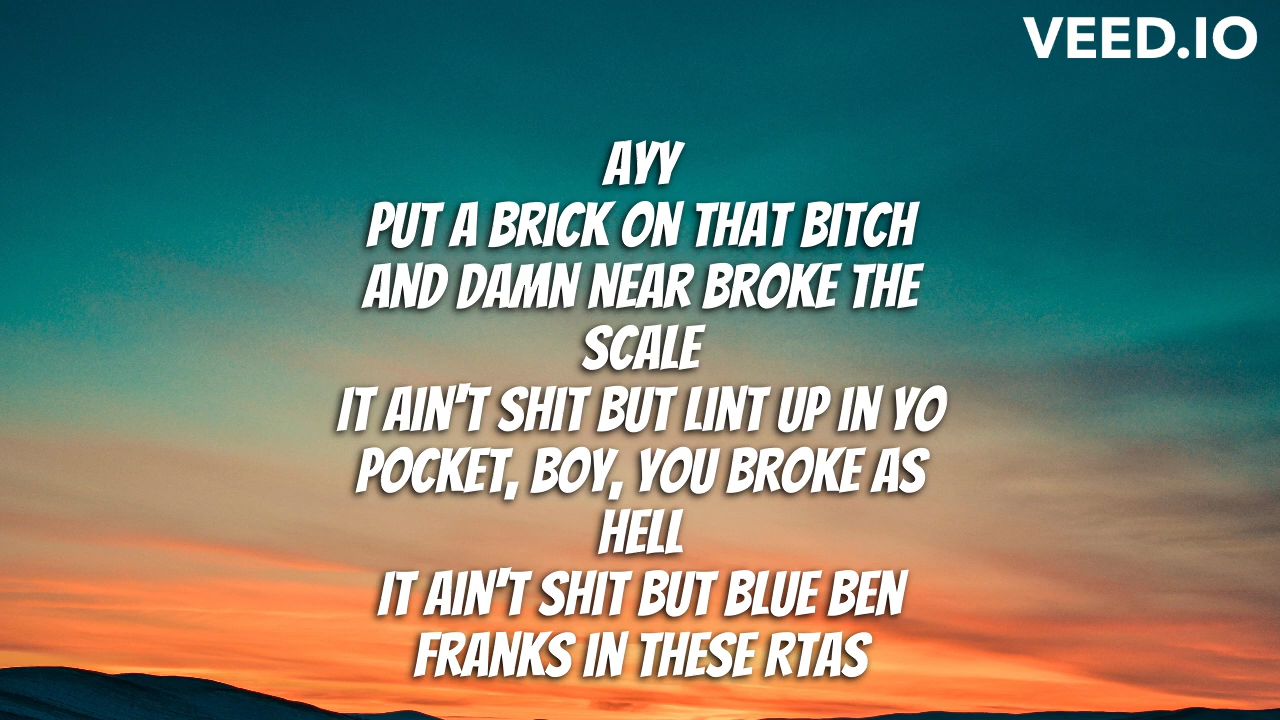 VEED.IO
AYY
PUT A BRICK ON THAT BITCH
AND DAMN NEAR BROKE THE
SCALE
IT AIN'T SHIT BUT LINT UP IN YO
POCKET, BOY, YOU BROKE AS
HELL
IT AIN'T SHIT BUT BLUE BEN
FRANKS IN THESE RTAS